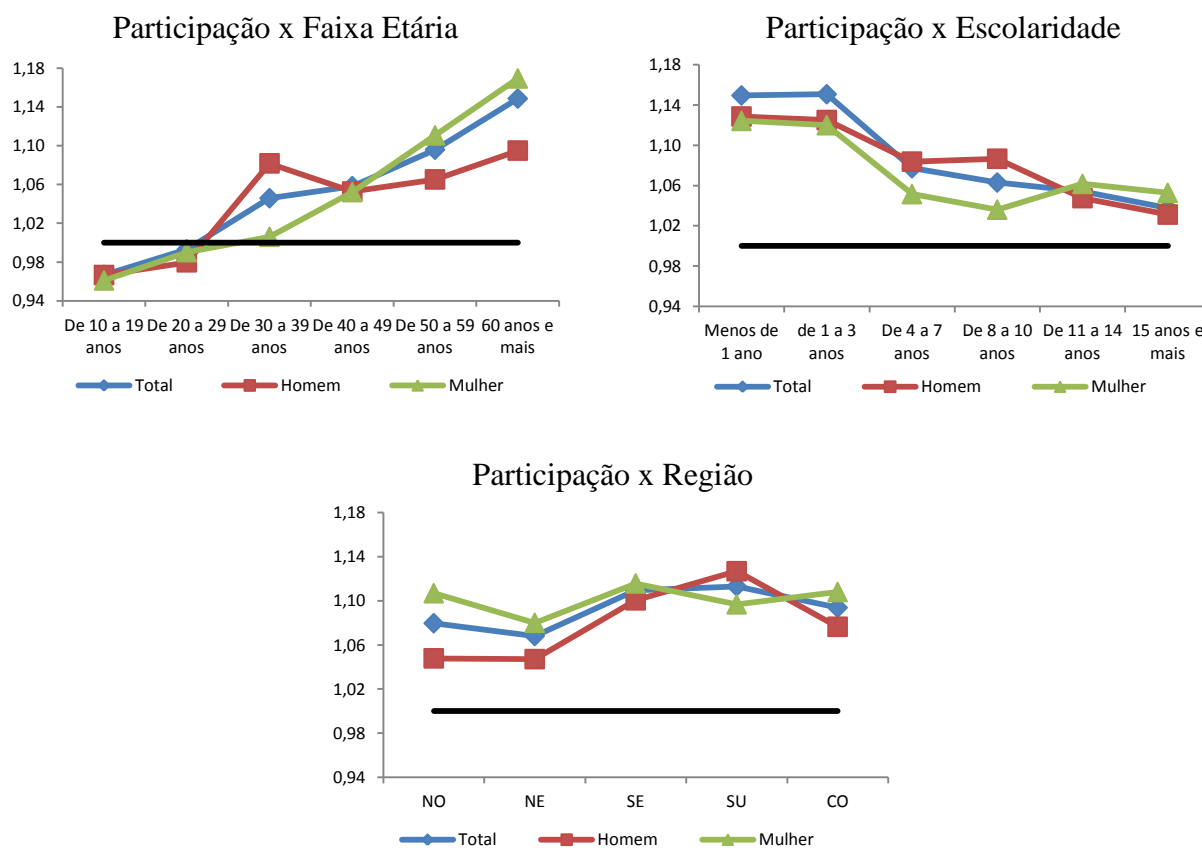 Participação x Faixa Etária
1,18
1,14
1,10
1,06
1,02
0,98
0,94
De 10 a 19 De 20 a 29 De 30 a 39 De 40 a 49 De 50 a 59 60 anos e
anos anos anos anos anos mais
Total Homem Mulher
Participação x Escolaridade
1,18
1,14
1,10
1,06
1,02
0,98
0,94
Menos de de 1 a 3 De 4 a 7 De 8 a 10 De 11 a 14 15 anos e
1 ano anos anos anos anos mais
Total Homem Mulher
Participação x Região
1,18
1,14
1,10
1,06
1,02
0,98
0,94
NO NE SE SU CO
Total Homem Mulher